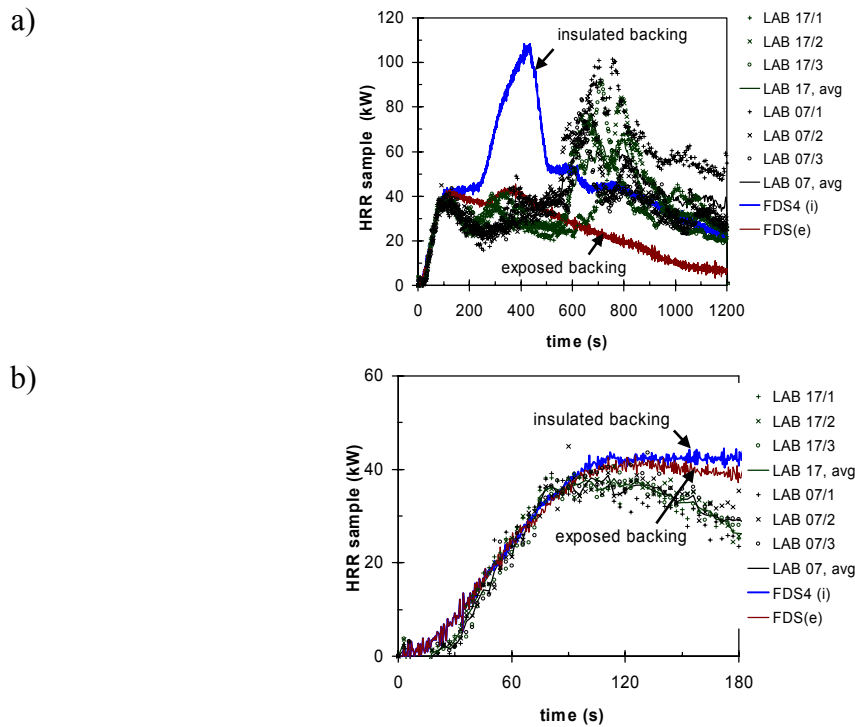 a)
HRR sample (kW)
120
100
80
60
40
20
0
insulated backing
exposed backing
0 200 400 600 800 1000 1200
time (s)
LAB 17/1
LAB 17/2
LAB 17/3
LAB 17, avg
LAB 07/1
LAB 07/2
LAB 07/3
LAB 07, avg
FDS4 (i)
FDS(e)
b)
HRR sample (kW)
60
40
20
0
insulated backing
exposed backing
0 60 120 180
time (s)
LAB 17/1
LAB 17/2
LAB 17/3
LAB 17, avg
LAB 07/1
LAB 07/2
LAB 07/3
LAB 07, avg
FDS4 (i)
FDS(e)